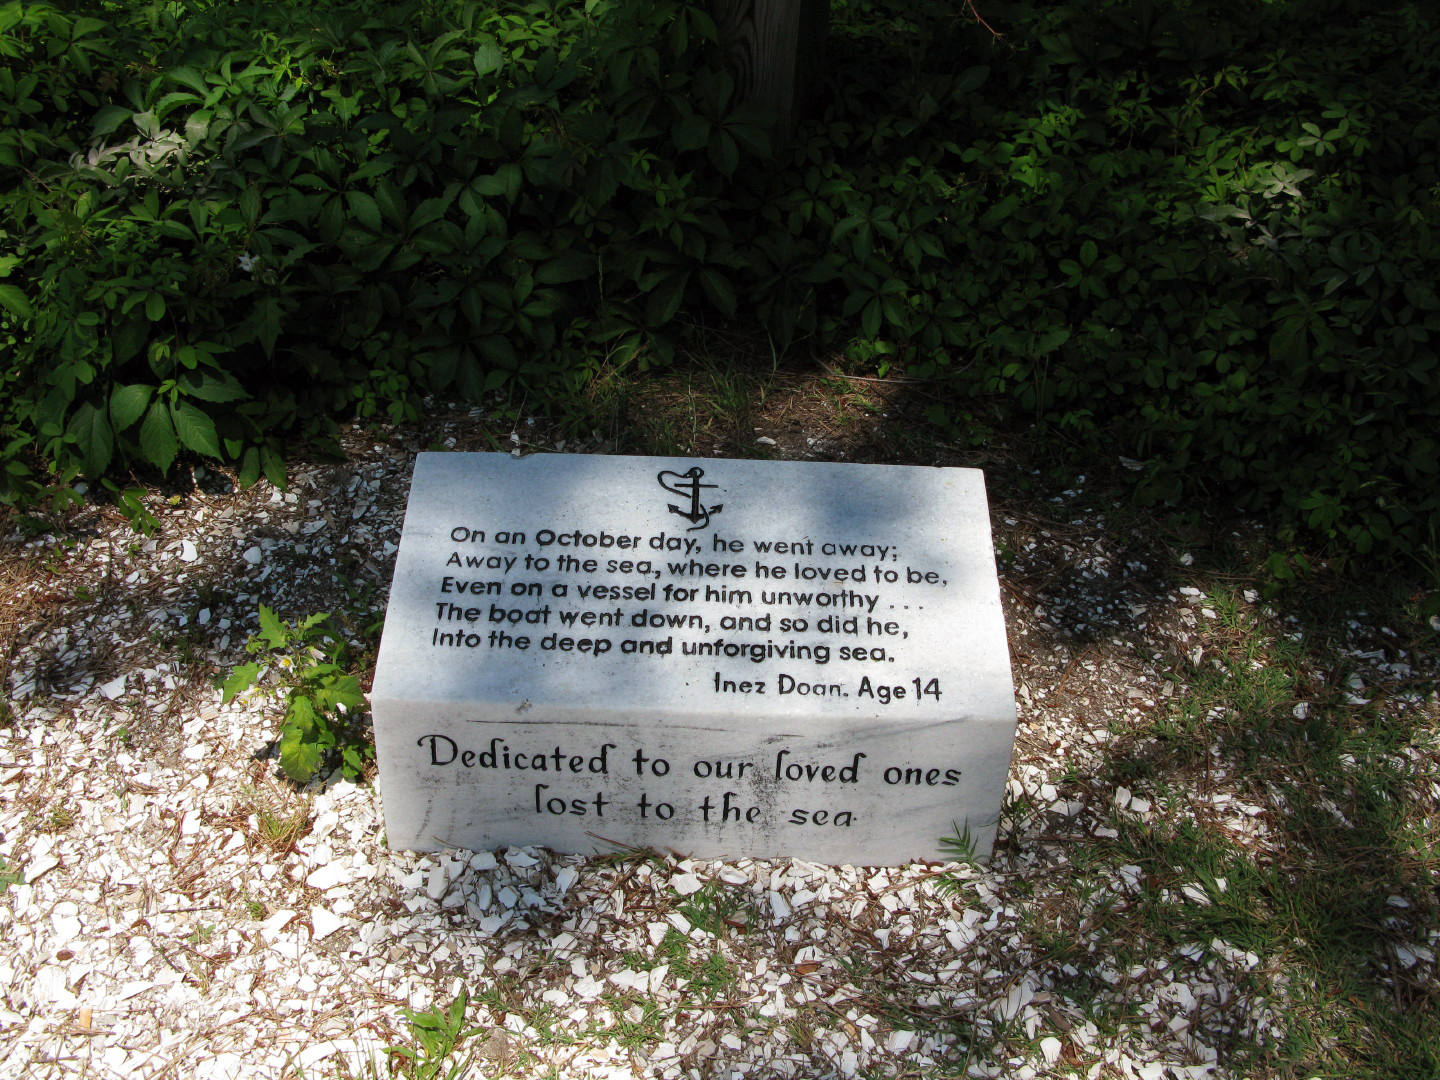 On an October day, he went away;
Away to the sea, where he loved to be,
Even on a vessel for him unworthy ...
The boat went down, and so did he,
Into the deep and unforgiving sea.
Inez Doan. Age 14
Dedicated to our loved ones
lost to the sea.